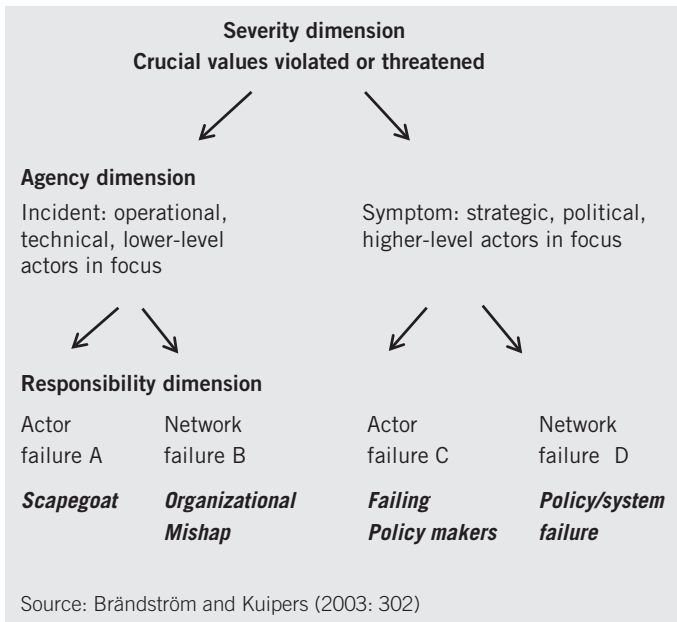 Severity dimension
Crucial values violated or threatened
Agency dimension
Incident: operational,
technical, lower-level
actors in focus
Symptom: strategic, political,
higher-level actors in focus
Responsibility dimension
Actor
failure A
Scapegoat
Network
failure B
Organizational
Mishap
Actor
failure C
Failing
Policy makers
Network
failure D
Policy/system
failure
Source: Brändström and Kuipers (2003: 302)